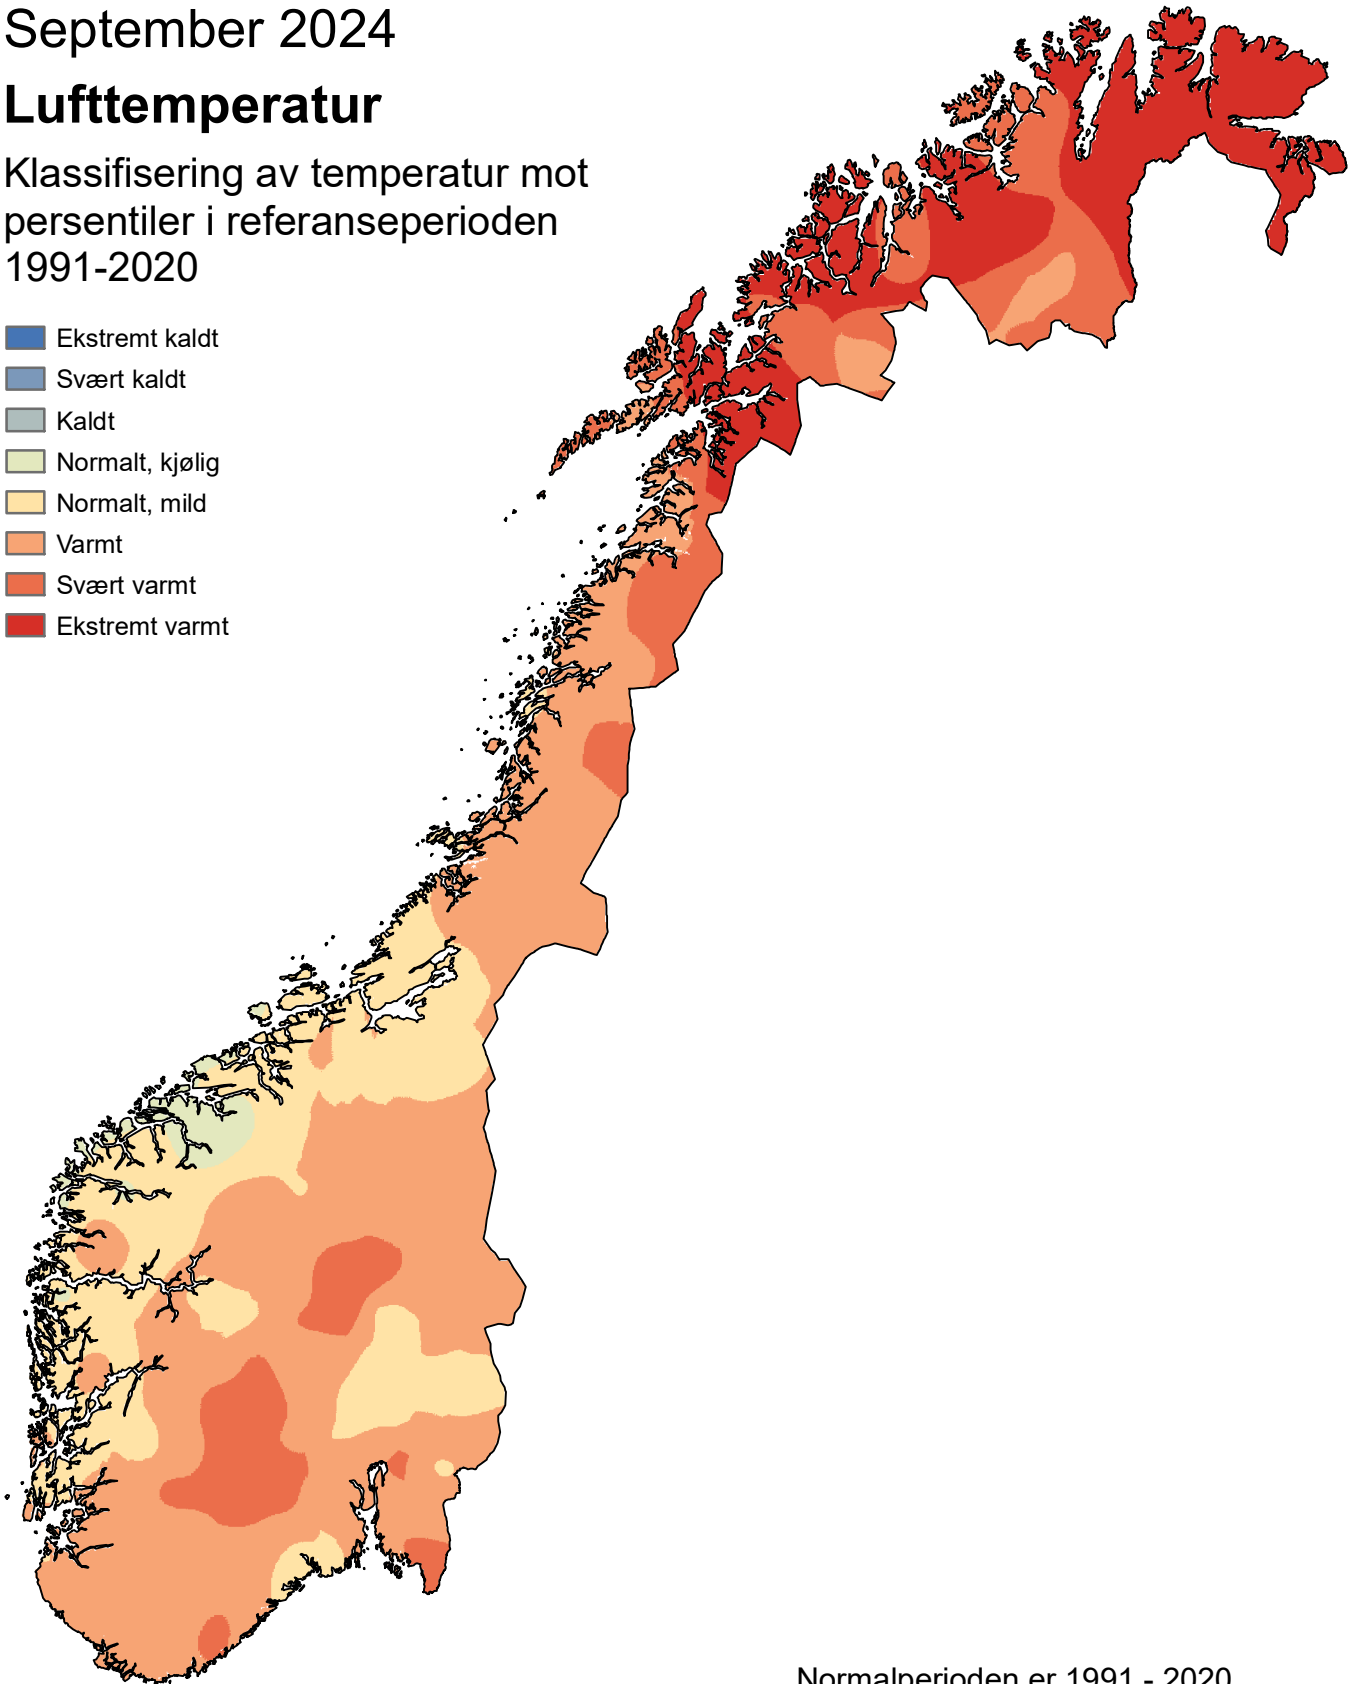 September 2024
Lufttemperatur
Klassifisering av temperatur mot
persentiler i referanseperioden
1991-2020
Ekstremt kaldt
Svært kaldt
Kaldt
Normalt, kjølig
Normalt, mild
Varmt
Svært varmt
Ekstremt varmt
Normalperioden er 1991 - 2020